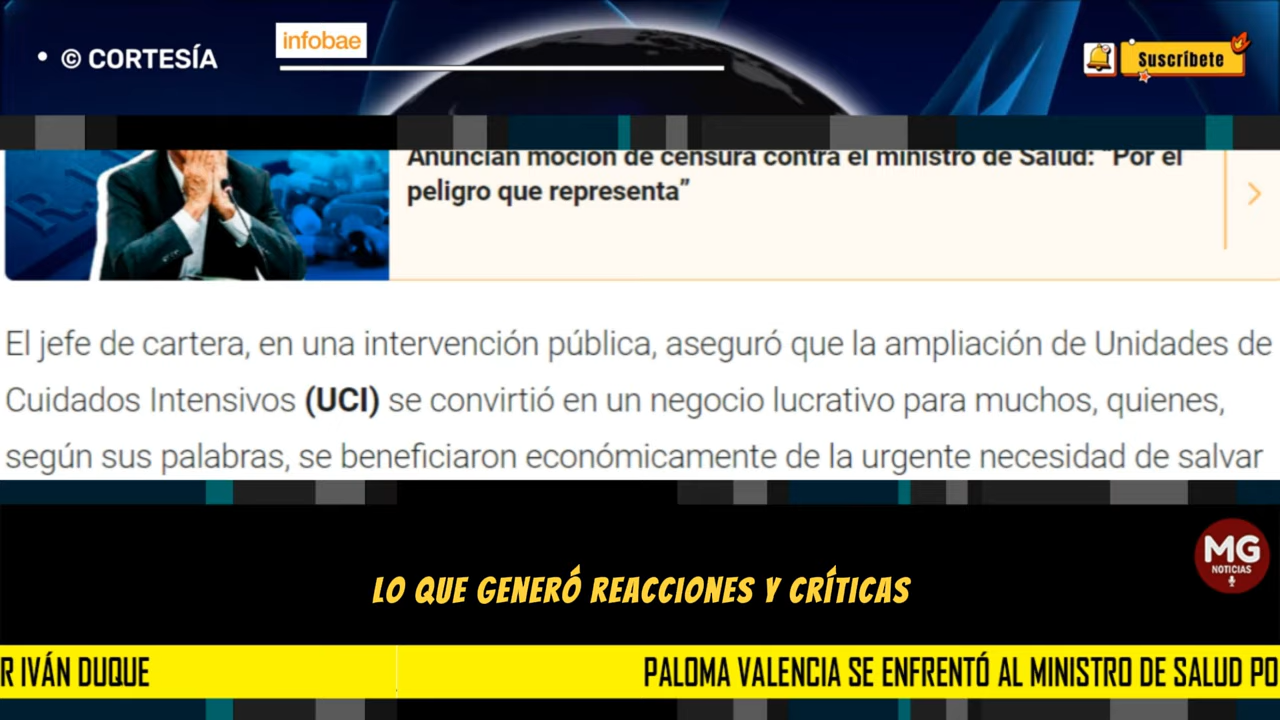 • © CORTESÍA
infobae
Suscríbete
Anuncian moción de censura contra el ministro de Salud: “Por el
peligro que representa”
El jefe de cartera, en una intervención pública, aseguró que la ampliación de Unidades de
Cuidados Intensivos (UCI) se convirtió en un negocio lucrativo para muchos, quienes,
según sus palabras, se beneficiaron económicamente de la urgente necesidad de salvar
MG
NOTICIAS
LO QUE GENERÓ REACCIONES Y CRÍTICAS
R IVÁN DUQUE
PALOMA VALENCIA SE ENFRENTÓ AL MINISTRO DE SALUD PO